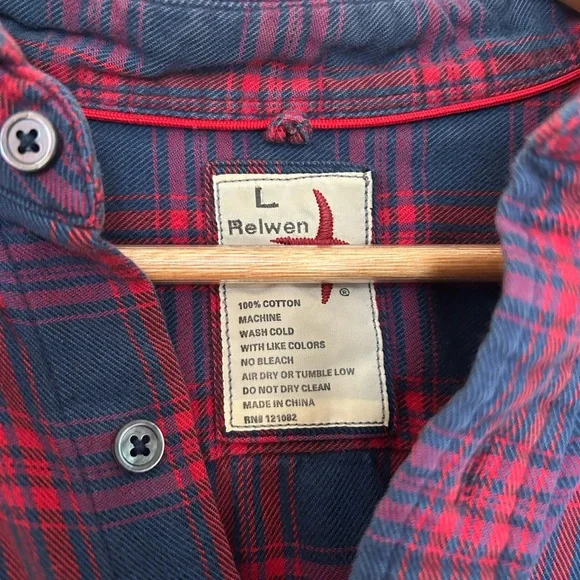 L
Relwen
®
100% COTTON
MACHINE
WASH COLD
WITH LIKE COLORS
NO BLEACH
AIR DRY OR TUMBLE LOW
DO NOT DRY CLEAN
MADE IN CHINA
RN# 121082